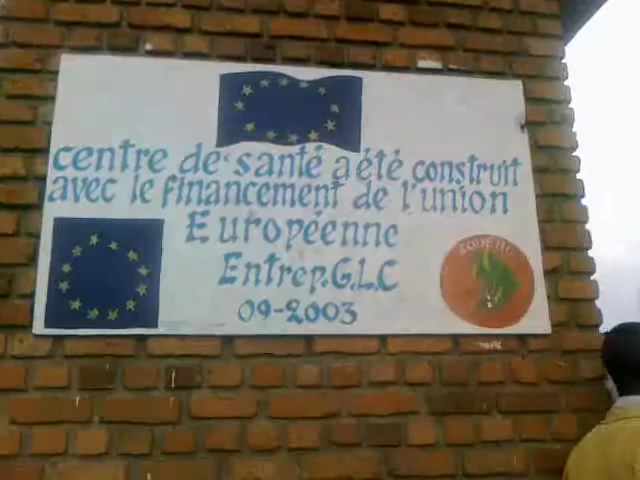 centre de santé a été construit
avec le financement de l'union
Européenne
Entrep. G.L.C
09-2003